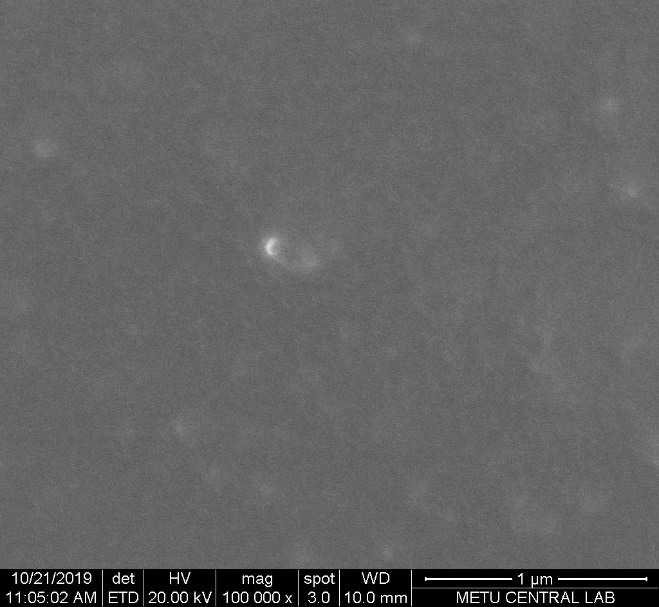 10/21/2019 det HV mag spot WD 1 µm
11:05:02 AM ETD 20.00 kV 100 000 x 3.0 10.0 mm METU CENTRAL LAB